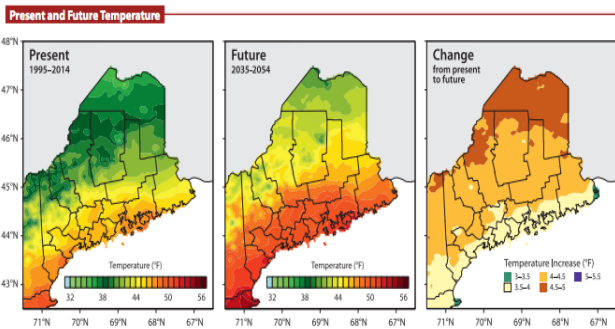 Present and Future Temperature
Present
1995–2014
Future
2035-2054
Change
from present
to future
48°N
47°N
46°N
45°N
44°N
43°N
Temperature (°F)
32 38 44 50 56
Temperature (°F)
32 38 44 50 56
Temperature Increase (°F)
3–3.5 4–4.5 5–5.5
3.5–4 4.5–5
71°N 70°N 69°N 68°N 67°N
71°N 70°N 69°N 68°N 67°N
71°N 70°N 69°N 68°N 67°N